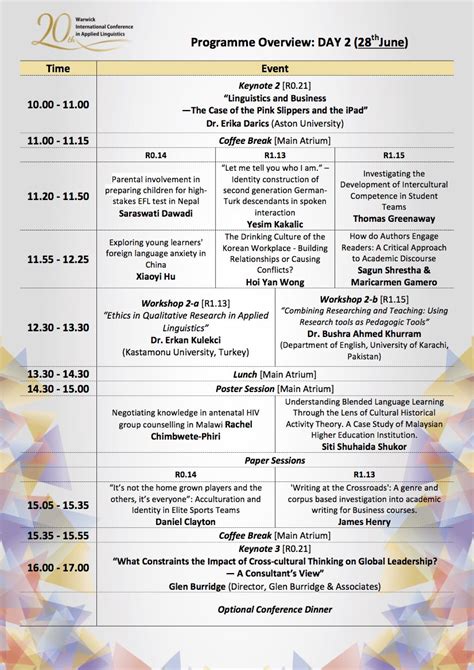 20th
Warwick
International Conference
in Applied Linguistics
Programme Overview: DAY 2 (28thJune)
Time
Event
10.00 - 11.00
Keynote 2 [R0.21]
“Linguistics and Business
—The Case of the Pink Slippers and the iPad”
Dr. Erika Darics (Aston University)
11.00 - 11.15
Coffee Break [Main Atrium]
R0.14
R1.13
R1.15
11.20 - 11.50
Parental involvement in
preparing children for high-
stakes EFL test in Nepal
Saraswati Dawadi
“Let me tell you who I am.” –
Identity construction of
second generation German-
Turk descendants in spoken
interaction
Yesim Kakalic
Investigating the
Development of Intercultural
Competence in Student
Teams
Thomas Greenaway
11.55 - 12.25
Exploring young learners'
foreign language anxiety in
China
Xiaoyi Hu
The Drinking Culture of the
Korean Workplace - Building
Relationships or Causing
Conflicts?
Hoi Yan Wong
How do Authors Engage
Readers: A Critical Approach
to Academic Discourse
Sagun Shrestha &
Maricarmen Gamero
12.30 - 13.30
Workshop 2-a [R1.13]
“Ethics in Qualitative Research in Applied
Linguistics”
Dr. Erkan Kulekci
(Kastamonu University, Turkey)
Workshop 2-b [R1.15]
“Combining Researching and Teaching: Using
Research tools as Pedagogic Tools”
Dr. Bushra Ahmed Khurram
(Department of English, University of Karachi,
Pakistan)
13.30 - 14.30
Lunch [Main Atrium]
14.30 - 15.00
Poster Session [Main Atrium]
Negotiating knowledge in antenatal HIV
group counselling in Malawi Rachel
Chimbwete-Phiri
Understanding Blended Language Learning
Through the Lens of Cultural Historical
Activity Theory. A Case Study of Malaysian
Higher Education Institution.
Siti Shuhaida Shukor
Paper Sessions
R0.14
R1.13
15.05 - 15.35
“It’s not the home grown players and the
others, it’s everyone”: Acculturation and
Identity in Elite Sports Teams
Daniel Clayton
'Writing at the Crossroads': A genre and
corpus based investigation into academic
writing for Business courses.
James Henry
15.35 - 15.55
Coffee Break [Main Atrium]
16.00 - 17.00
Keynote 3 [R0.21]
“What Constraints the Impact of Cross-cultural Thinking on Global Leadership?
— A Consultant’s View”
Glen Burridge (Director, Glen Burridge & Associates)
Optional Conference Dinner